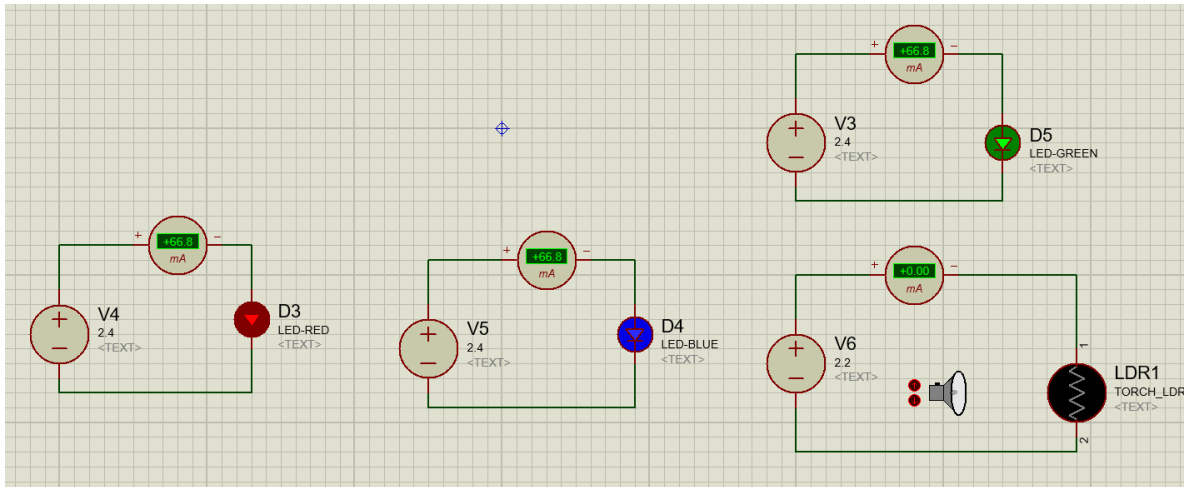 + +66.8 −
mA
V3
2.4
<TEXT>
D5
LED-GREEN
<TEXT>
+ +66.8 −
mA
V4
2.4
<TEXT>
D3
LED-RED
<TEXT>
+ +66.8 −
mA
V5
2.4
<TEXT>
D4
LED-BLUE
<TEXT>
+ +0.00 −
mA
V6
2.2
<TEXT>
1
LDR1
TORCH_LDR
<TEXT>
2